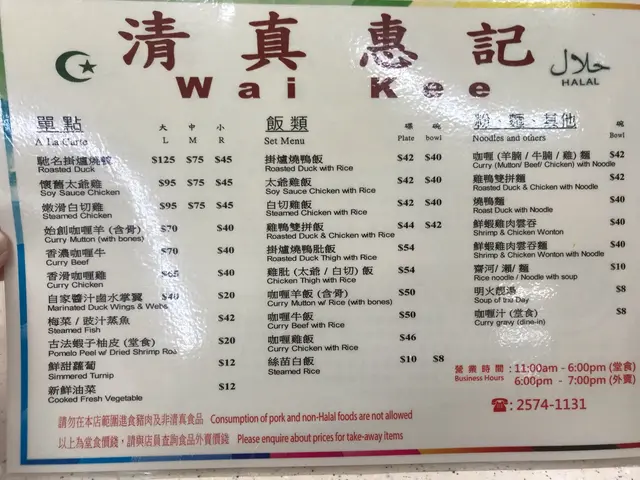 清真惠記
Wai Kee
حلال
HALAL
單點 大 中 小
A La Carte L M R
馳名掛爐燒鴨 $125 $75 $45
Roasted Duck
懷舊太爺雞 $95 $75 $45
Soy Sauce Chicken
嫩滑白切雞 $95 $75 $45
Steamed Chicken
始創咖喱羊 (含骨) $70 $40
Curry Mutton (with bones)
香濃咖喱牛 $70 $40
Curry Beef
香滑咖喱雞 $65 $40
Curry Chicken
自家醬汁鹵水掌翼 $40 $20
Marinated Duck Wings & Webs
梅菜 / 豉汁蒸魚 $42
Steamed Fish
古法蝦子柚皮 (堂食) $20
Pomelo Peel w/ Dried Shrimp Roe
鮮甜蘿蔔 $12
Simmered Turnip
新鮮油菜 $12
Cooked Fresh Vegetable
飯類 碟 碗
Set Menu Plate bowl
掛爐燒鴨飯 $42 $40
Roasted Duck with Rice
太爺雞飯 $42 $40
Soy Sauce Chicken with Rice
白切雞飯 $42 $40
Steamed Chicken with Rice
雞鴨雙拼飯 $44 $42
Roasted Duck & Chicken with Rice
掛爐燒鴨髀飯 $54
Roasted Duck Thigh with Rice
雞髀 (太爺 / 白切) 飯 $54
Chicken Thigh with Rice
咖喱羊飯 (含骨) $50
Curry Mutton w/ Rice (with bones)
咖喱牛飯 $50
Curry Beef with Rice
咖喱雞飯 $46
Curry Chicken with Rice
絲苗白飯 $10 $8
Steamed Rice
粉、麵、其他 碗
Noodles and others Bowl
咖喱 (羊腩 / 牛腩 / 雞) 麵 $42
Curry (Mutton/ Beef/ Chicken) with Noodle
雞鴨雙拼麵 $42
Roasted Duck & Chicken with Noodle
燒鴨麵 $40
Roast Duck with Noodle
鮮蝦雞肉雲吞 $40
Shrimp & Chicken Wonton
鮮蝦雞肉雲吞麵 $40
Shrimp & Chicken Wonton with Noodle
齋河/ 瀨/ 麵 $10
Rice noodle / Noodle with soup
明火靚湯 $8
Soup of the Day
咖喱汁 (堂食) $8
Curry gravy (dine-in)
營業時間 : 11:00am - 6:00pm (堂食)
Business Hours 6:00pm - 7:00pm (外賣)
☎: 2574-1131
請勿在本店範圍進食豬肉及非清真食品 Consumption of pork and non-Halal foods are not allowed
以上為堂食價錢，請與店員查詢食品外賣價錢 Please enquire about prices for take-away items